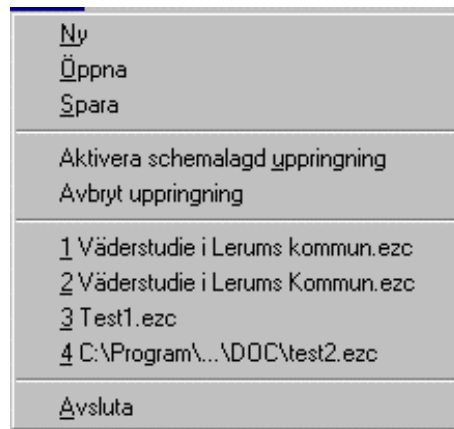 Ny
Öppna
Spara
Aktivera schemalagd uppringning
Avbryt uppringning
1 Väderstudie i Lerums kommun.ezc
2 Väderstudie i Lerums Kommun.ezc
3 Test1.ezc
4 C:\Program\...\DOC\test2.ezc
Avsluta